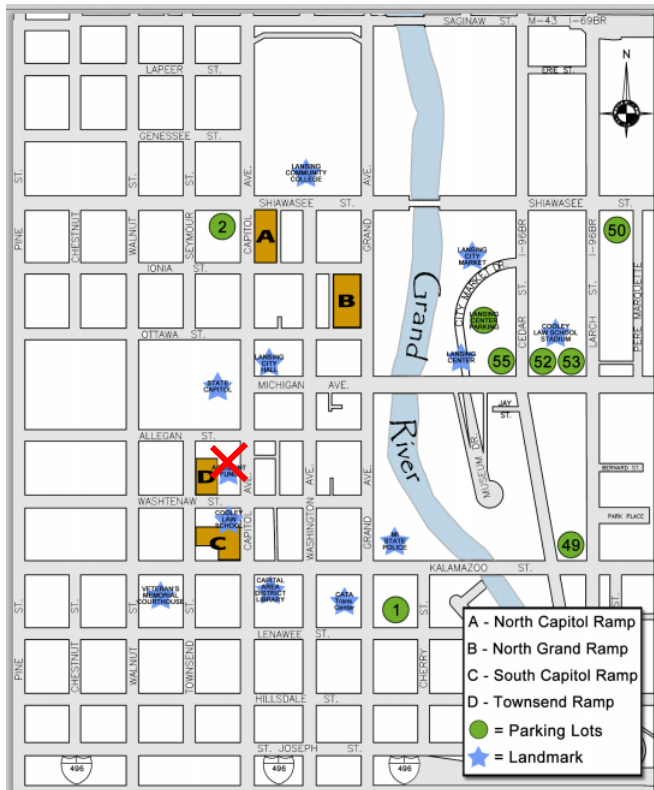 SAGINAW ST. M-43 I-69BR
LAPEER ST.
ERIE ST.
N
GENESSEE ST.
LANSING
COMMUNITY
COLLEGE
ST.
ST.
AVE.
AVE.
SHIAWASEE ST.
SHIAWASEE ST.
PINE
CHESTNUT
WALNUT
SEYMOUR
2
CAPITOL
A
GRAND
I-96BR
I-96BR
50
LANSING
CITY
MARKET
IONIA ST.
B
Grand
River
CITY MARKET DR.
LANSING
CENTER
PARKING
CEDAR ST.
LARCH ST.
PERE MARQUETTE
COOLEY
LAW SCHOOL
STADIUM
OTTAWA ST.
LANSING
CITY
HALL
LANSING
CENTER
55
52
53
STATE
CAPITOL
MICHIGAN AVE.
JAY
ST.
ALLEGAN ST.
D
AVE.
AVE.
AVE.
MUSEUM DR.
BERNARD ST.
WASHTENAW ST.
COOLEY
LAW
SCHOOL
C
CAPITOL
WASHINGTON
GRAND
MI
STATE
POLICE
PARK PLACE
49
KALAMAZOO ST.
VETERAN'S
MEMORIAL
COURTHOUSE
CAPITAL
AREA
DISTRICT
LIBRARY
CATA
Trans.
Center
1
ST.
ST.
ST.
ST.
ST.
LENAWEE ST.
PINE
CHESTNUT
WALNUT
TOWNSEND
CHERRY
HILLSDALE ST.
ST. JOSEPH ST.
496
496
496
A - North Capitol Ramp
B - North Grand Ramp
C - South Capitol Ramp
D - Townsend Ramp
= Parking Lots
= Landmark